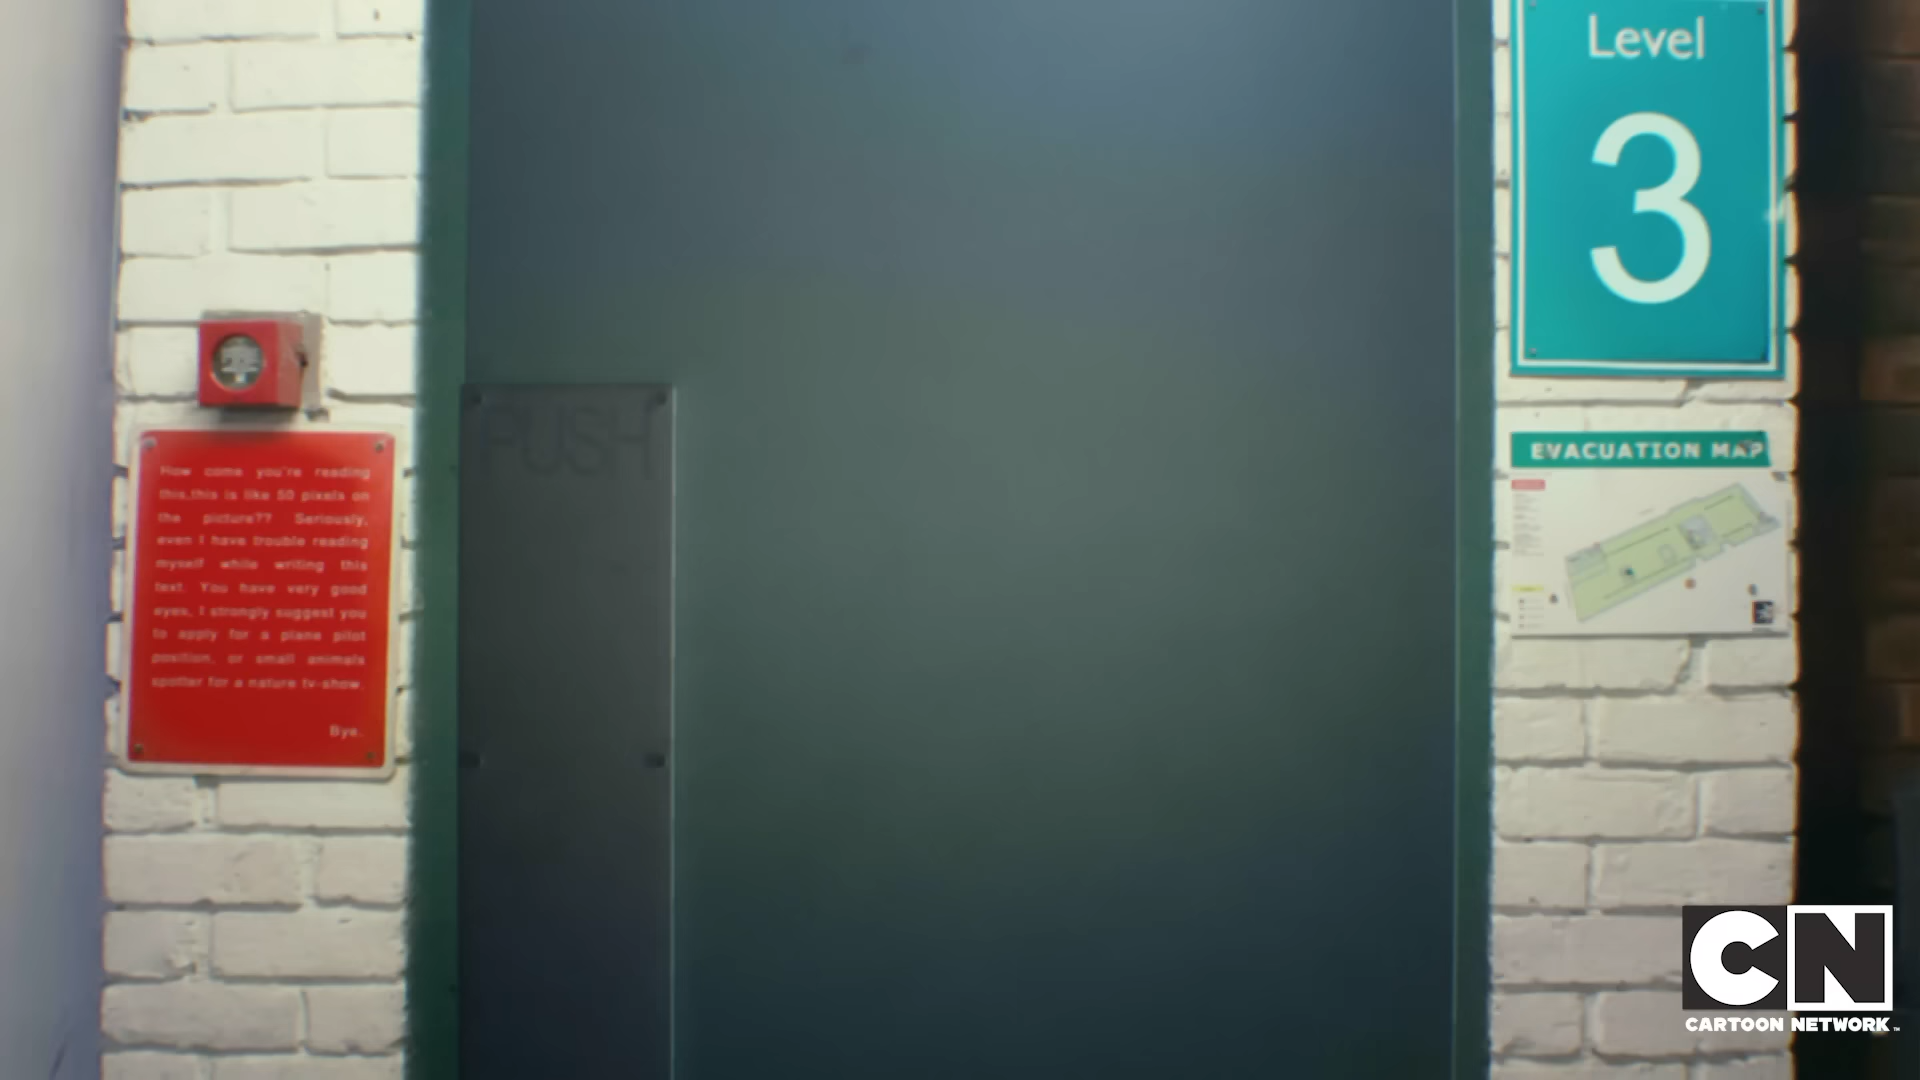 Level
3
PUSH
How come you're reading
this,this is like 50 pixels on
the picture?? Seriously,
even I have trouble reading
myself while writing this
text. You have very good
eyes, I strongly suggest you
to apply for a plane pilot
position, or small animals
spotter for a nature tv-show.
Bye.
EVACUATION MAP
CN
CARTOON NETWORK